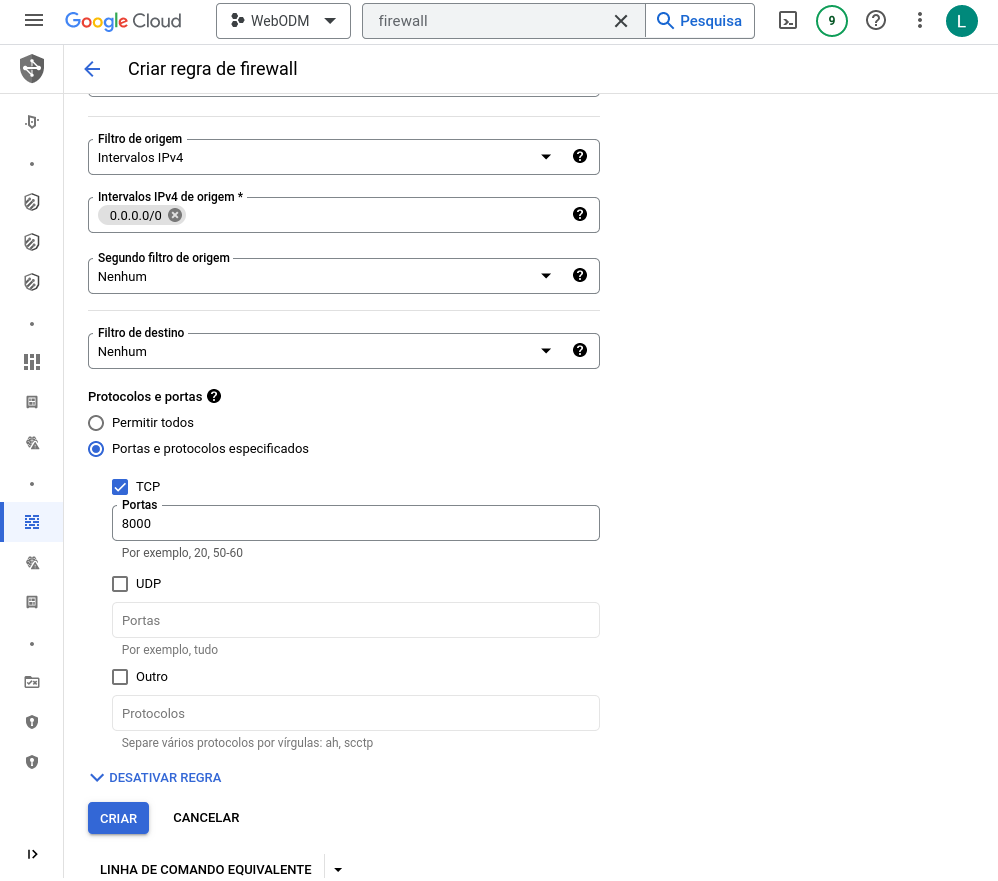 Google Cloud
WebODM
firewall
Pesquisa
9
L
Criar regra de firewall
Filtro de origem
Intervalos IPv4
Intervalos IPv4 de origem *
0.0.0.0/0
Segundo filtro de origem
Nenhum
Filtro de destino
Nenhum
Protocolos e portas
Permitir todos
Portas e protocolos especificados
TCP
Portas
8000
Por exemplo, 20, 50-60
UDP
Portas
Por exemplo, tudo
Outro
Protocolos
Separe vários protocolos por vírgulas: ah, scctp
DESATIVAR REGRA
CRIAR
CANCELAR
LINHA DE COMANDO EQUIVALENTE